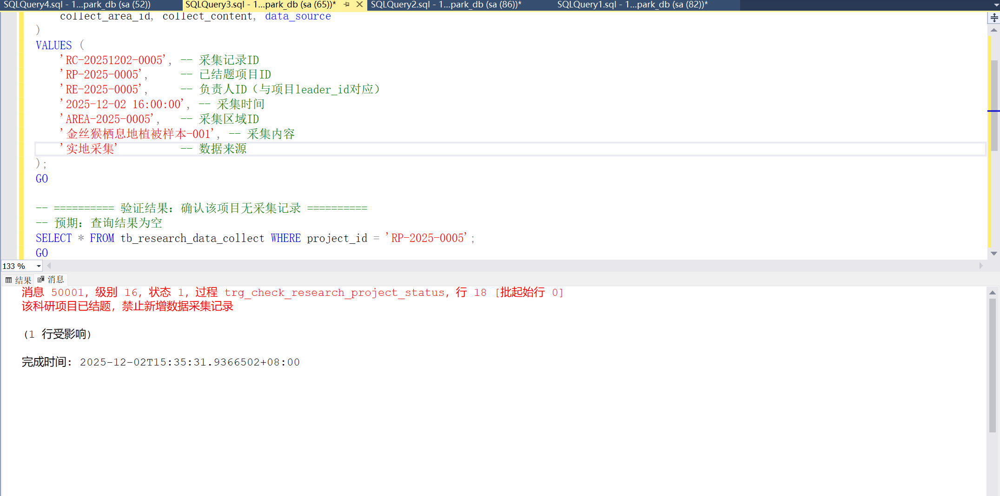 SQLQuery4.sql - 1...park_db (sa (52)) SQLQuery3.sql - 1...park_db (sa (65))* SQLQuery2.sql - 1...park_db (sa (86))* SQLQuery1.sql - 1...park_db (sa (82))*
collect_area_id, collect_content, data_source
)
VALUES (
'RC-20251202-0005', -- 采集记录ID
'RP-2025-0005', -- 已结题项目ID
'RE-2025-0005', -- 负责人ID（与项目leader_id对应）
'2025-12-02 16:00:00', -- 采集时间
'AREA-2025-0005', -- 采集区域ID
'金丝猴栖息地植被样本-001', -- 采集内容
'实地采集' -- 数据来源
);
GO
-- ========== 验证结果：确认该项目无采集记录 ==========
-- 预期：查询结果为空
SELECT * FROM tb_research_data_collect WHERE project_id = 'RP-2025-0005';
GO
133 %
结果 消息
消息 50001，级别 16，状态 1，过程 trg_check_research_project_status，行 18 [批起始行 0]
该科研项目已结题，禁止新增数据采集记录
(1 行受影响)
完成时间: 2025-12-02T15:35:31.9366502+08:00